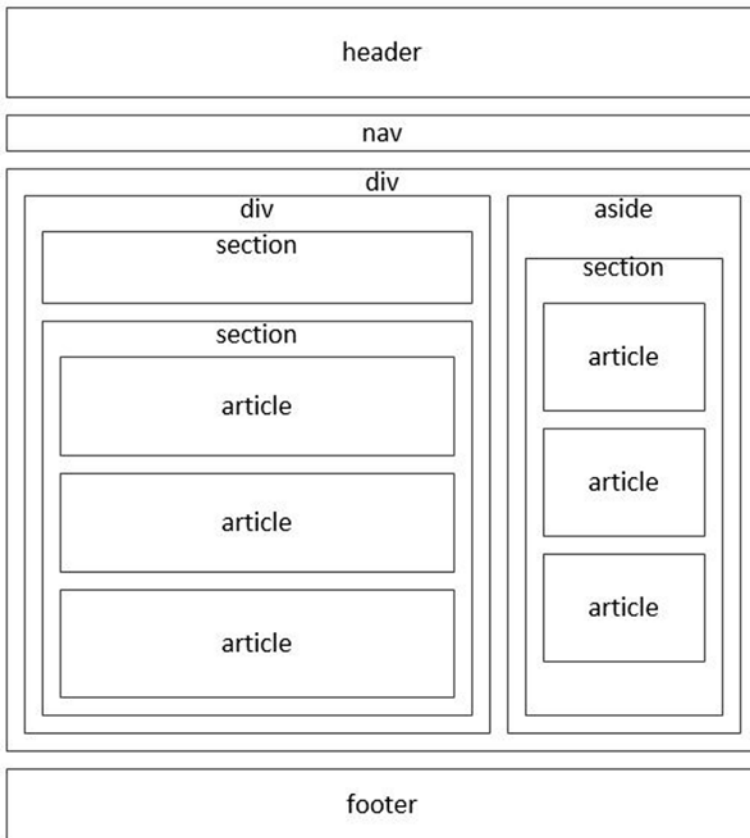 header
nav
div
div
section
section
article
article
article
aside
section
article
article
article
footer